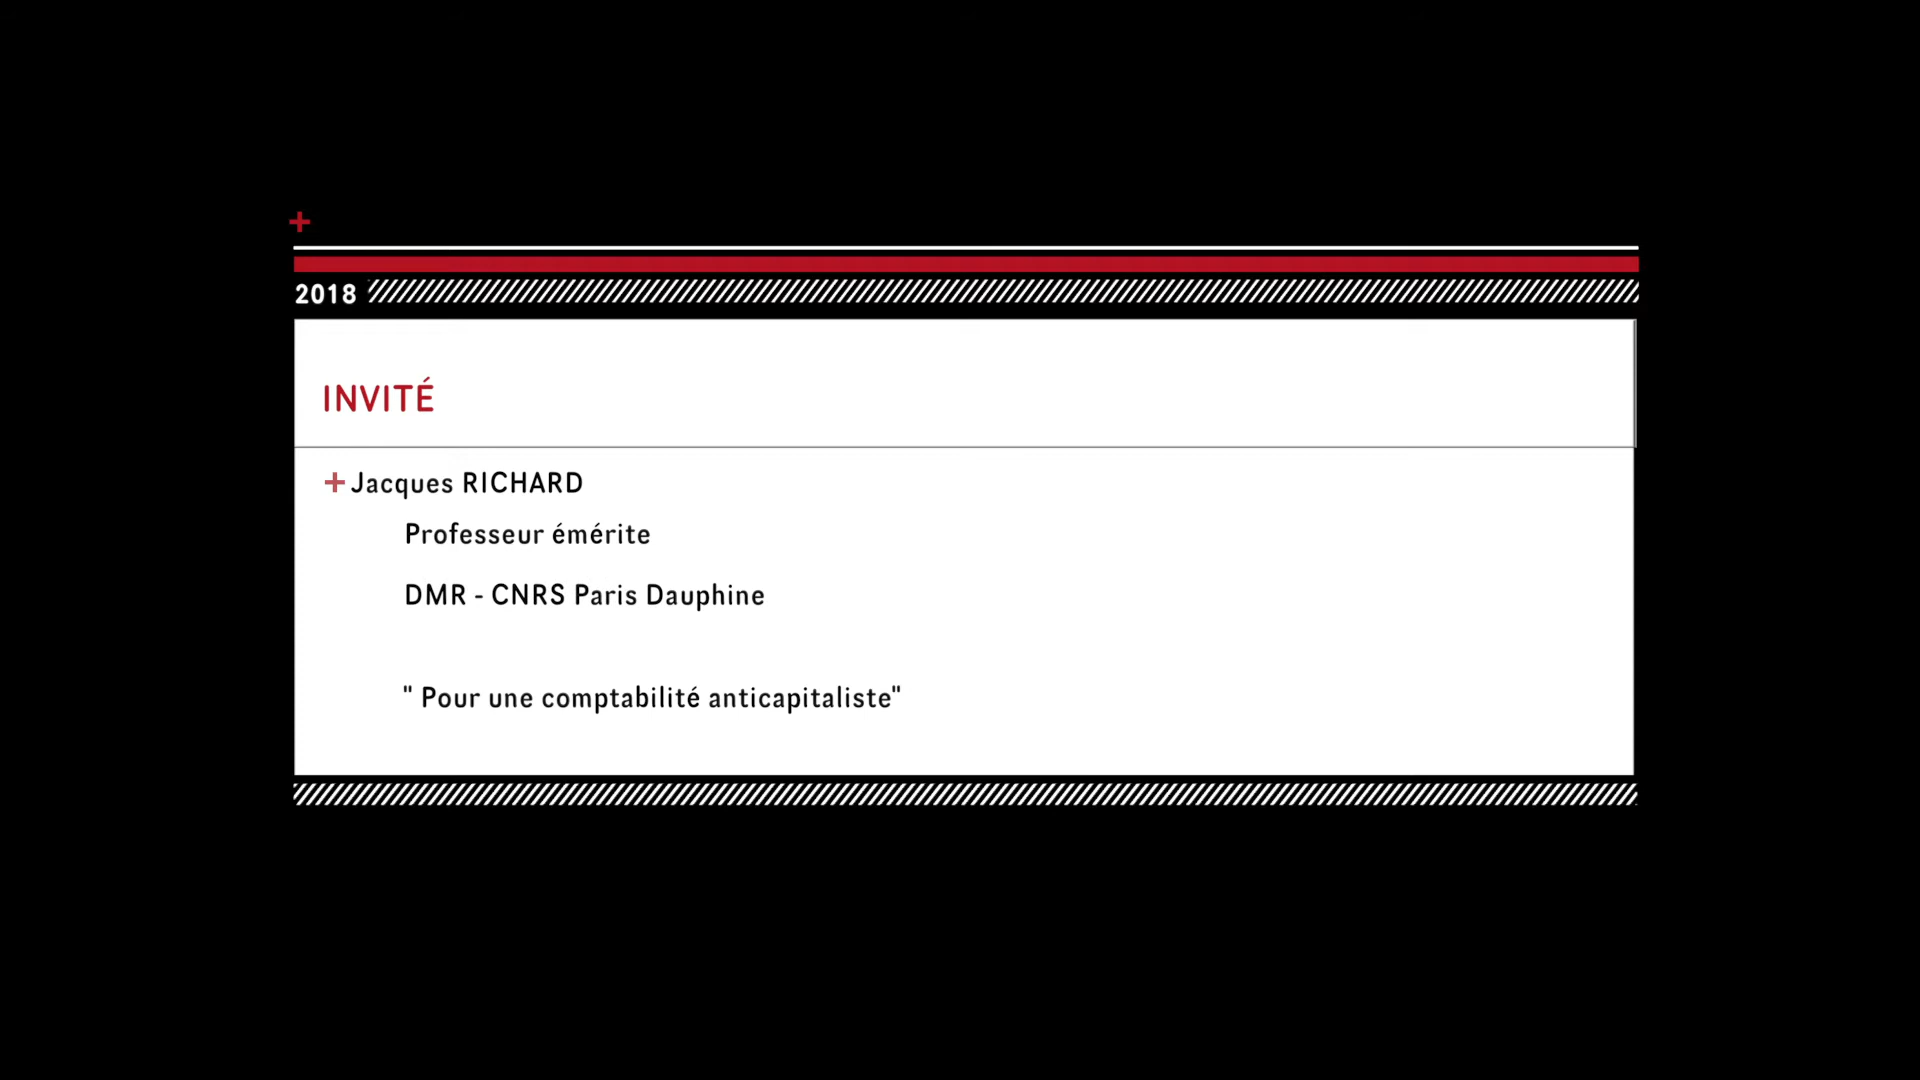 2018
INVITÉ
+ Jacques RICHARD
Professeur émérite
DMR - CNRS Paris Dauphine
" Pour une comptabilité anticapitaliste"